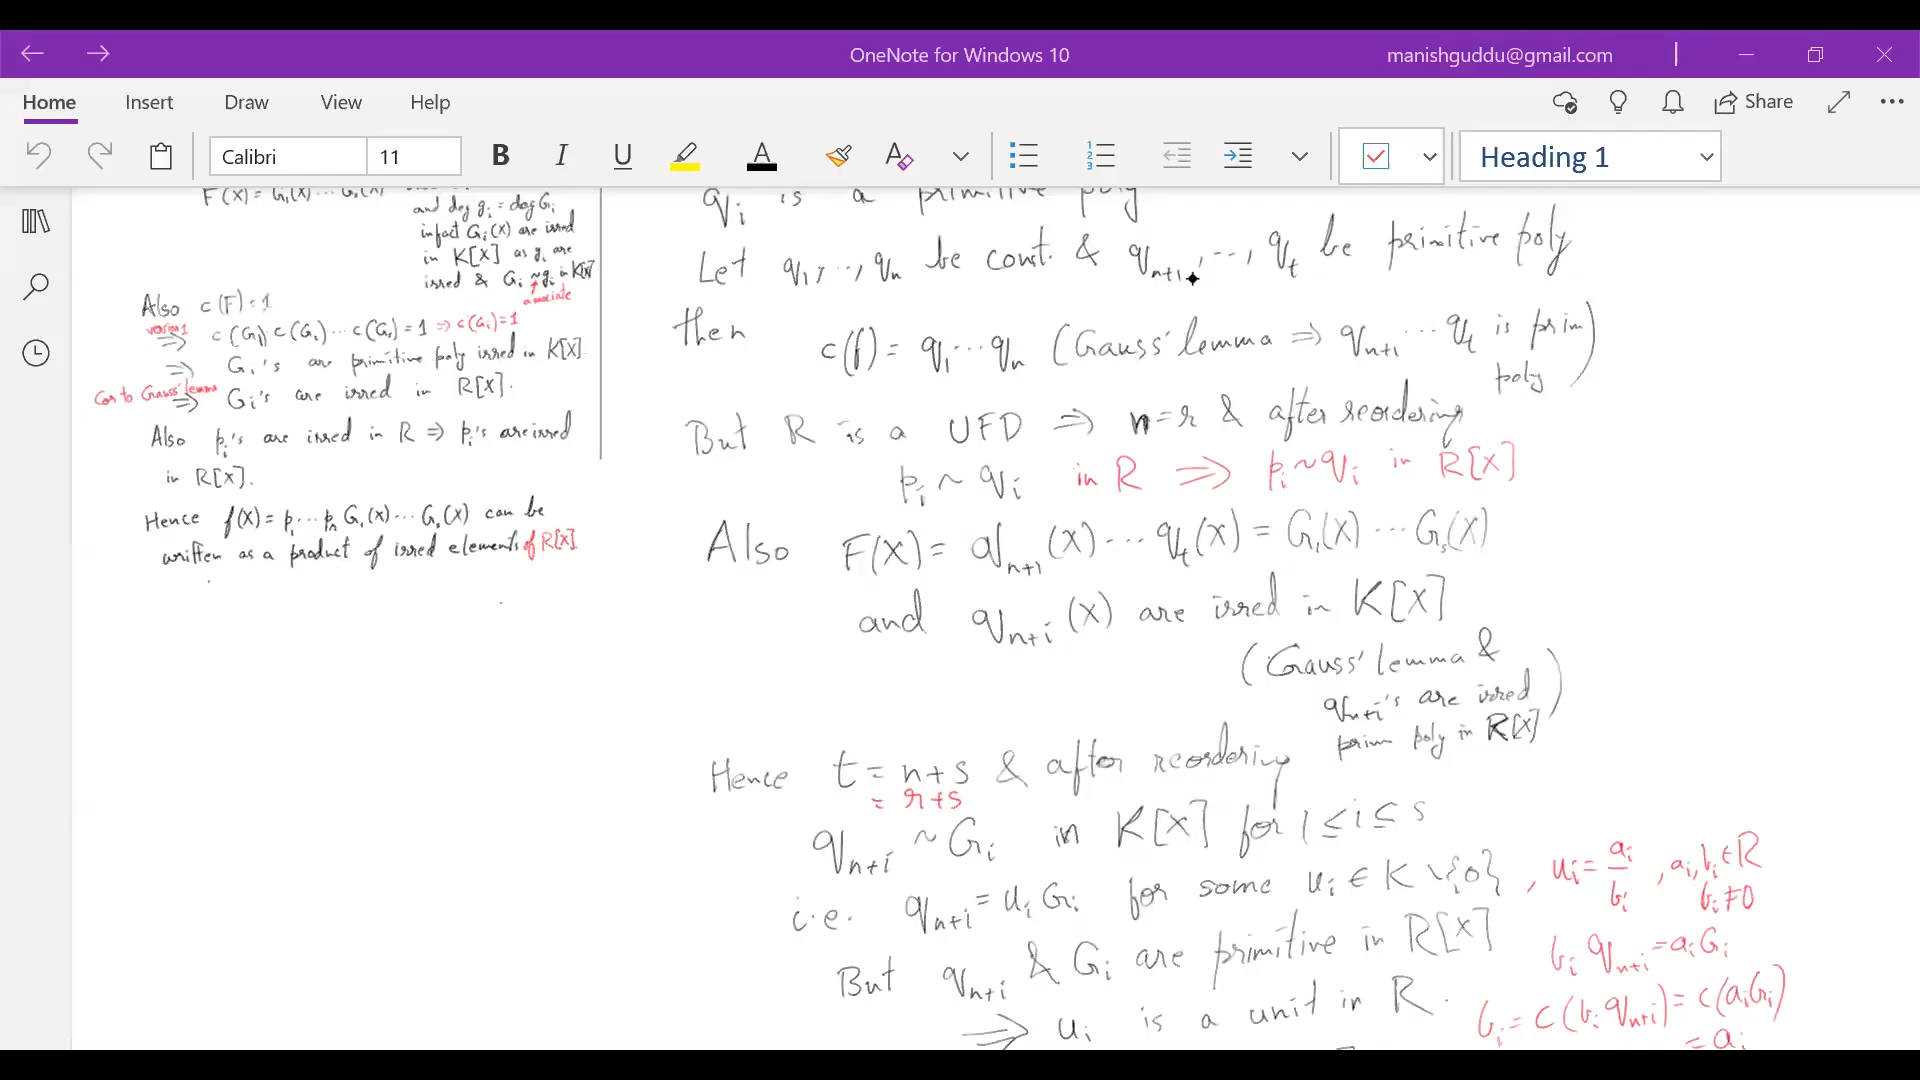 OneNote for Windows 10
manishguddu@gmail.com
Home Insert Draw View Help
Share
Calibri 11 B I U A A Heading 1
F(X) = G₁(X) ... Gₛ(X)
and deg gᵢ = deg Gᵢ
infact Gᵢ(X) are irred
in K[X] as gᵢ are
irred & Gᵢ ~ gᵢ in K[X]
associate
Also c(F) = 1
version 1
⇒ c(G₁) c(G₂) ... c(Gₛ) = 1 ⇒ c(Gᵢ) = 1
⇒ Gᵢ's are primitive poly irred in K[X].
Cor to Gauss' lemma
⇒ Gᵢ's are irred in R[X].
Also pᵢ's are irred in R ⇒ pᵢ's are irred
in R[X].
Hence f(X) = p₁ ... pᵣ G₁(X) ... Gₛ(X) can be
written as a product of irred elements of R[X].
qᵢ is a primitive poly
Let q₁, .., qₙ be const. & qₙ₊₁, .., qₜ be primitive poly
then c(f) = q₁ ... qₙ (Gauss' lemma ⇒ qₙ₊₁ ... qₜ is prim
poly)
But R is a UFD ⇒ n = r & after reordering
pᵢ ~ qᵢ in R ⇒ pᵢ ~ qᵢ in R[X]
Also F(X) = qₙ₊₁(X) ... qₜ(X) = G₁(X) ... Gₛ(X)
and qₙ₊ᵢ(X) are irred in K[X]
(Gauss' lemma &
qₙ₊ᵢ's are irred
prim poly in R[X])
Hence t = n+s & after reordering
= r+s
qₙ₊ᵢ ~ Gᵢ in K[X] for 1 ≤ i ≤ s
i.e. qₙ₊ᵢ = uᵢ Gᵢ for some uᵢ ∈ K \ {0}, uᵢ = aᵢ/bᵢ, aᵢ, bᵢ ∈ R
bᵢ ≠ 0
bᵢ qₙ₊ᵢ = aᵢ Gᵢ
But qₙ₊ᵢ & Gᵢ are primitive in R[X]
⇒ uᵢ is a unit in R.
bᵢ = c(bᵢ qₙ₊ᵢ) = c(aᵢ Gᵢ)
= aᵢ